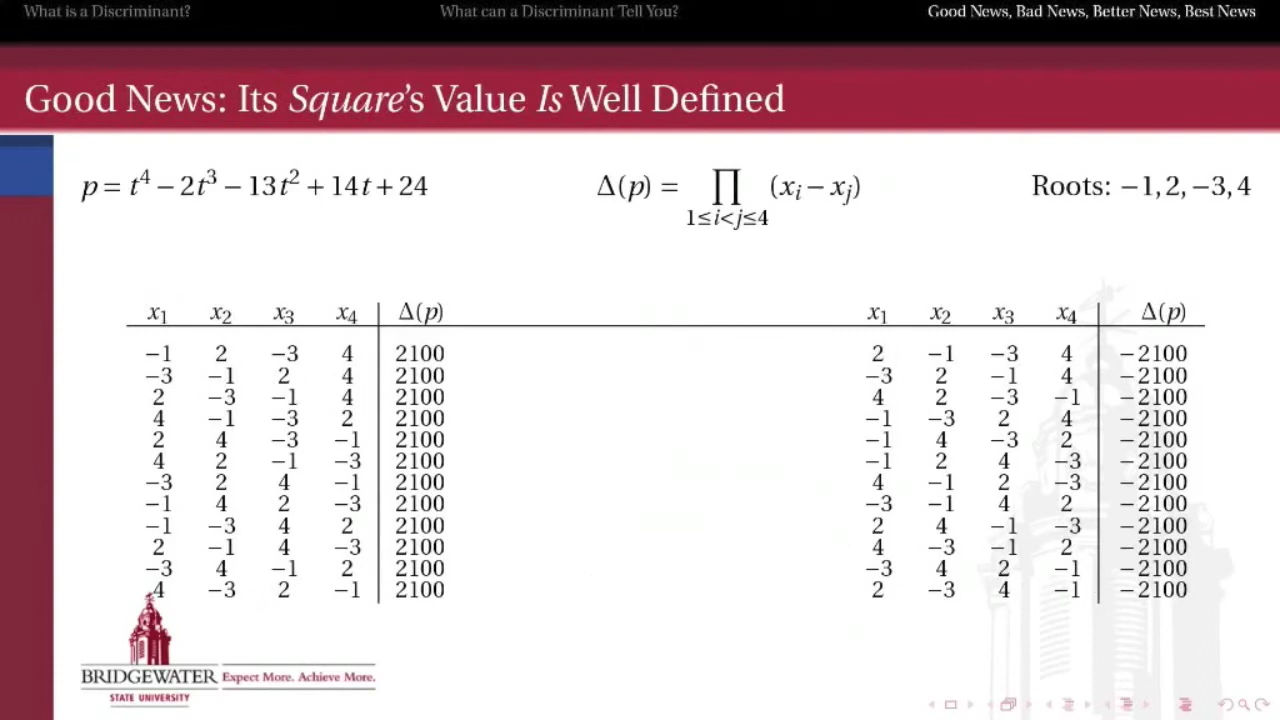 What is a Discriminant? What can a Discriminant Tell You? Good News, Bad News, Better News, Best News
Good News: Its Square's Value Is Well Defined
p = t⁴ − 2t³ − 13t² + 14t + 24 Δ(p) = ∏ (xᵢ − xⱼ) Roots: −1, 2, −3, 4
1≤i<j≤4
x₁ x₂ x₃ x₄ Δ(p) x₁ x₂ x₃ x₄ Δ(p)
−1 2 −3 4 2100 2 −1 −3 4 −2100
−3 −1 2 4 2100 −3 2 −1 4 −2100
2 −3 −1 4 2100 4 2 −3 −1 −2100
4 −1 −3 2 2100 −1 −3 2 4 −2100
2 4 −3 −1 2100 −1 4 −3 2 −2100
4 2 −1 −3 2100 −1 2 4 −3 −2100
−3 2 4 −1 2100 4 −1 2 −3 −2100
−1 4 2 −3 2100 −3 −1 4 2 −2100
−1 −3 4 2 2100 2 4 −1 −3 −2100
2 −1 4 −3 2100 4 −3 −1 2 −2100
−3 4 −1 2 2100 −3 4 2 −1 −2100
4 −3 2 −1 2100 2 −3 4 −1 −2100
BRIDGEWATER Expect More. Achieve More.
STATE UNIVERSITY